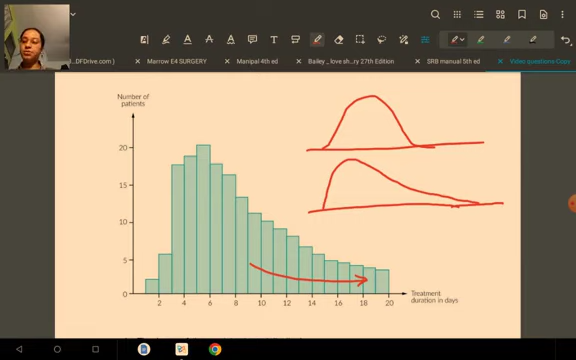 DFDrive.com)
Marrow E4 SURGERY
Manipal 4th ed
Bailey _ love sh...ry 27th Edition
SRB manual 5th ed
Video questions Copy
Number of
patients
20
15
10
5
0
2 4 6 8 10 12 14 16 18 20
Treatment
duration in days